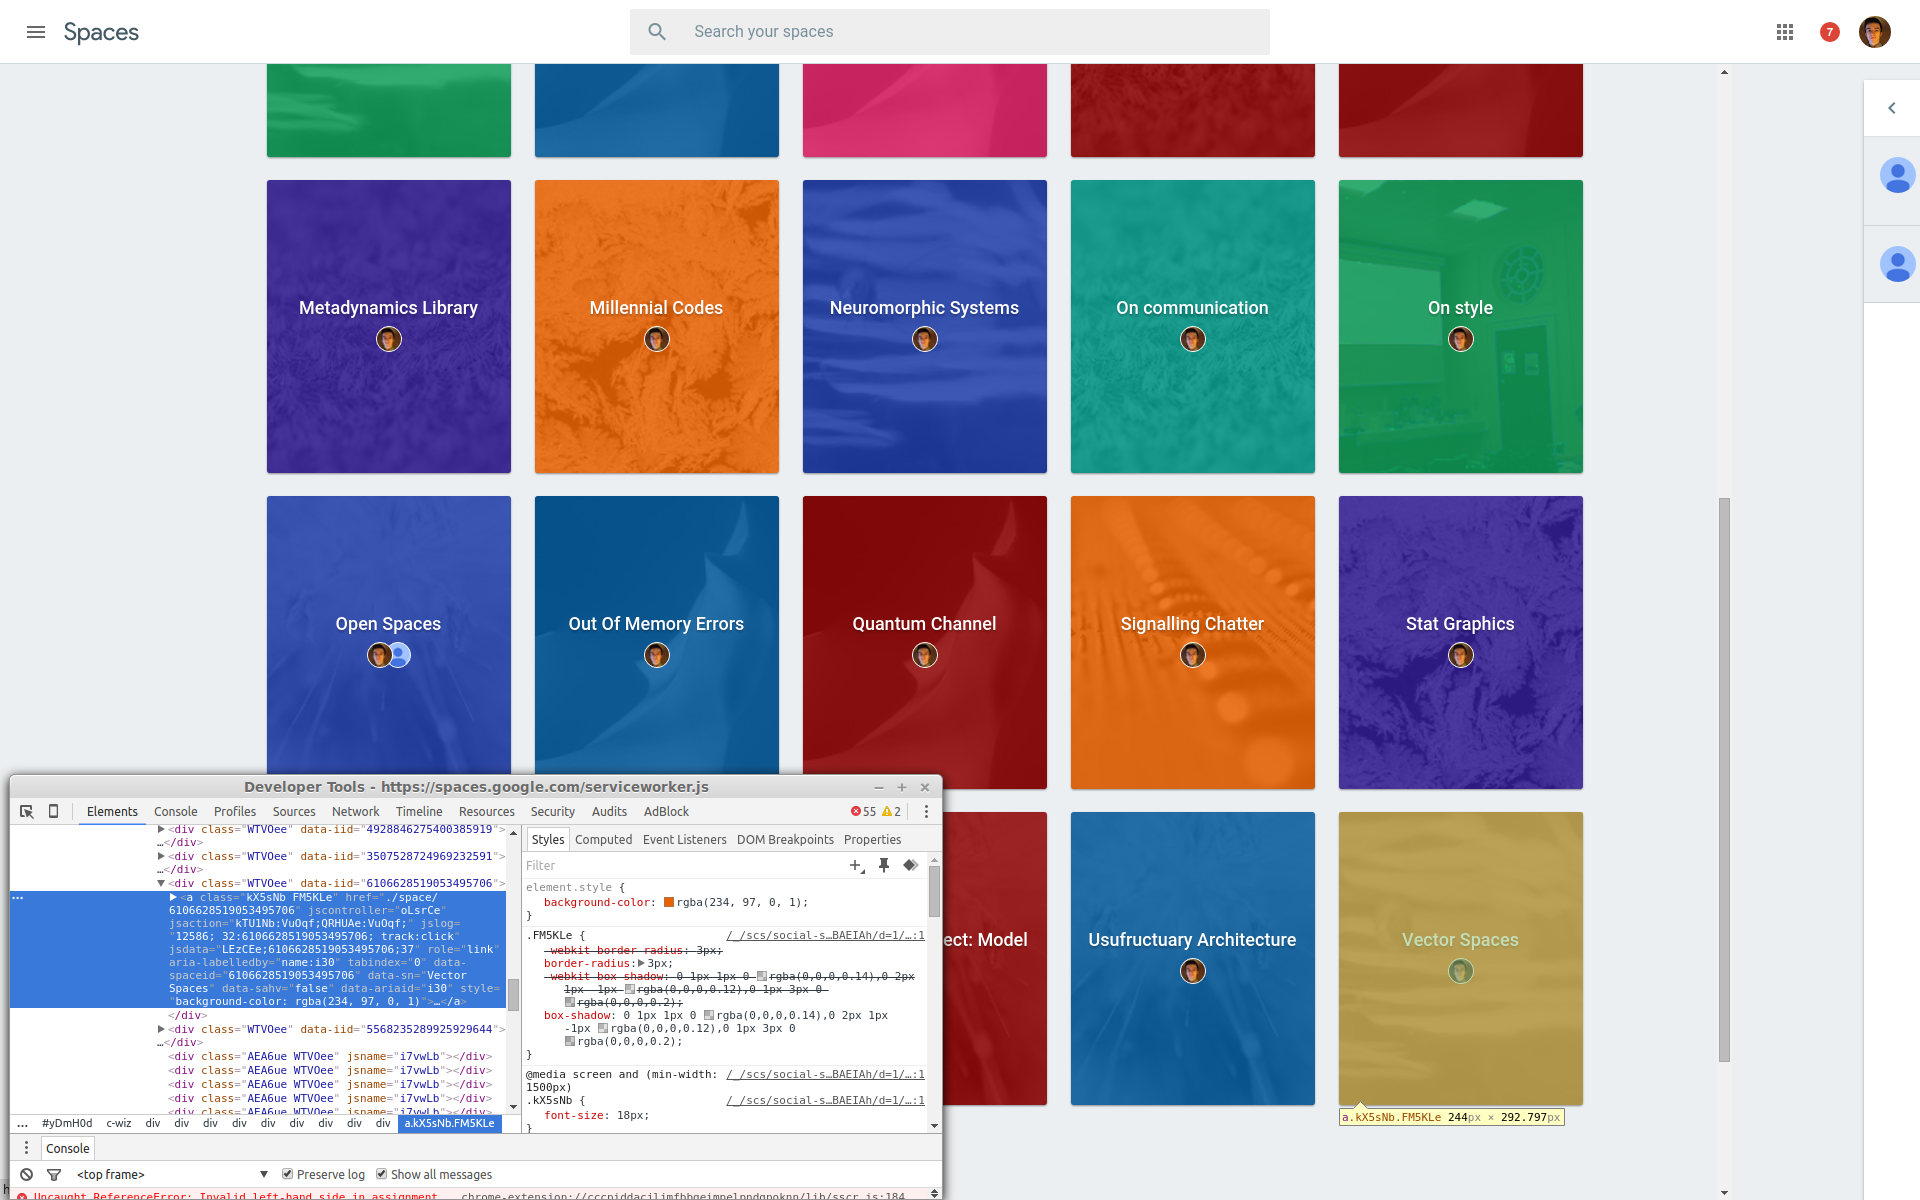 Spaces
Search your spaces
7
Metadynamics Library
Millennial Codes
Neuromorphic Systems
On communication
On style
Open Spaces
Out Of Memory Errors
Quantum Channel
Signalling Chatter
Stat Graphics
ect: Model
Usufructuary Architecture
Vector Spaces
a.kX5sNb.FM5KLe 244px × 292.797px
Developer Tools - https://spaces.google.com/serviceworker.js
Elements Console Profiles Sources Network Timeline Resources Security Audits AdBlock 55 2
<div class="WTVOee" data-iid="4928846275400385919">
…</div>
<div class="WTVOee" data-iid="3507528724969232591">
…</div>
<div class="WTVOee" data-iid="6106628519053495706">
<a class="kX5sNb FM5KLe" href="./space/
6106628519053495706" jscontroller="oLsrCe"
jsaction="kTU1Nb:VuOqf;QRHUAe:VuOqf;" jslog=
"12586; 32:6106628519053495706; track:click"
jsdata="LEzCEe;6106628519053495706;37" role="link"
aria-labelledby="name:i30" tabindex="0" data-
spaceid="6106628519053495706" data-sn="Vector
Spaces" data-sahv="false" data-ariaid="i30" style=
"background-color: rgba(234, 97, 0, 1)">…</a>
</div>
<div class="WTVOee" data-iid="5568235289925929644">
…</div>
<div class="AEA6ue WTVOee" jsname="i7vwLb"></div>
<div class="AEA6ue WTVOee" jsname="i7vwLb"></div>
<div class="AEA6ue WTVOee" jsname="i7vwLb"></div>
<div class="AEA6ue WTVOee" jsname="i7vwLb"></div>
<div class="AEA6ue WTVOee" jsname="i7vwLb"></div>
... #yDmH0d c-wiz div div div div div div div div div a.kX5sNb.FM5KLe
Styles Computed Event Listeners DOM Breakpoints Properties
Filter
element.style {
background-color: rgba(234, 97, 0, 1);
}
.FM5KLe { /_/scs/social-s…BAEIAh/d=1/…:1
-webkit-border-radius: 3px;
border-radius: 3px;
-webkit-box-shadow: 0 1px 1px 0 rgba(0,0,0,0.14),0 2px
1px -1px rgba(0,0,0,0.12),0 1px 3px 0
rgba(0,0,0,0.2);
box-shadow: 0 1px 1px 0 rgba(0,0,0,0.14),0 2px 1px
-1px rgba(0,0,0,0.12),0 1px 3px 0
rgba(0,0,0,0.2);
}
@media screen and (min-width: /_/scs/social-s…BAEIAh/d=1/…:1
1500px)
.kX5sNb { /_/scs/social-s…BAEIAh/d=1/…:1
font-size: 18px;
}
Console
<top frame> Preserve log Show all messages
Uncaught ReferenceError: Invalid left-hand side in assignment